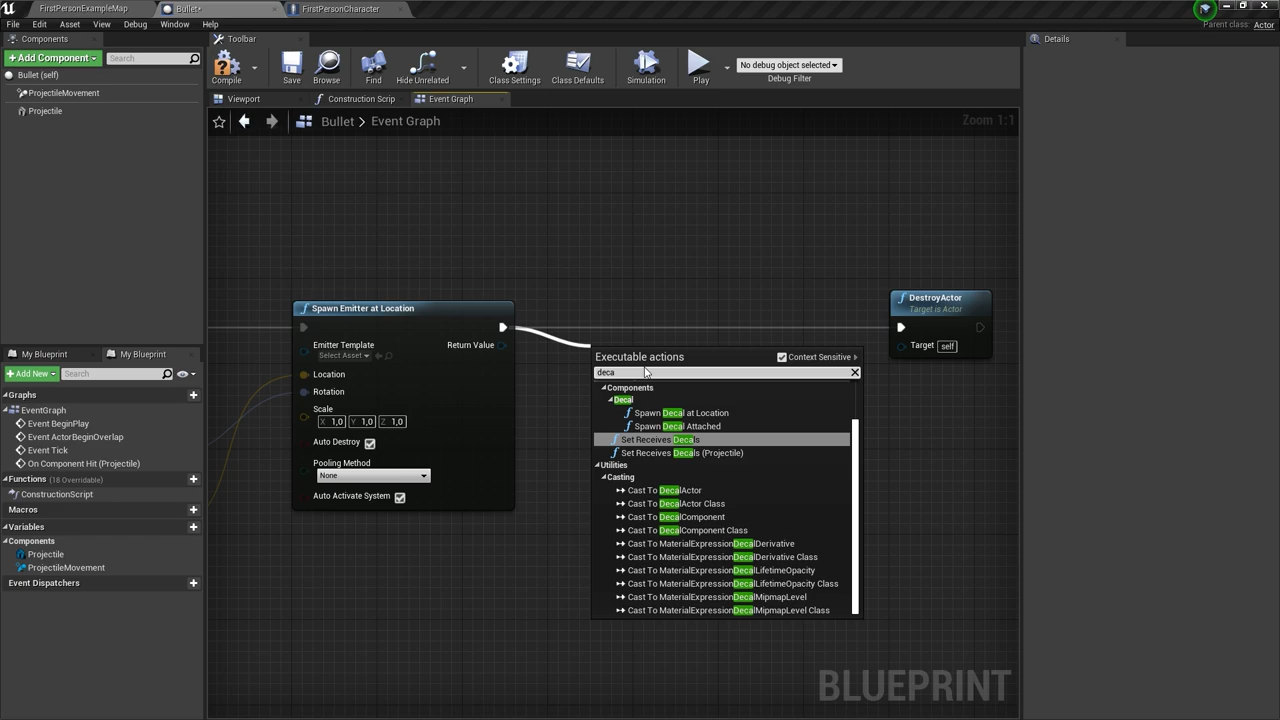 FirstPersonExampleMap
Bullet*
FirstPersonCharacter
File Edit Asset View Debug Window Help
Parent class: Actor
Components
Toolbar
Details
+ Add Component
Search
Bullet (self)
ProjectileMovement
Projectile
Compile
Save
Browse
Find
Hide Unrelated
Class Settings
Class Defaults
Simulation
Play
No debug object selected
Debug Filter
Viewport
Construction Scrip
Event Graph
Bullet > Event Graph
Zoom 1:1
My Blueprint
My Blueprint
+ Add New
Search
Graphs
EventGraph
Event BeginPlay
Event ActorBeginOverlap
Event Tick
On Component Hit (Projectile)
Functions (18 Overridable)
ConstructionScript
Macros
Variables
Components
Projectile
ProjectileMovement
Event Dispatchers
Spawn Emitter at Location
Emitter Template
Select Asset
Return Value
Location
Rotation
Scale
X 1,0 Y 1,0 Z 1,0
Auto Destroy
Pooling Method
None
Auto Activate System
Executable actions
Context Sensitive
deca
Components
Decal
Spawn Decal at Location
Spawn Decal Attached
Set Receives Decals
Set Receives Decals (Projectile)
Utilities
Casting
Cast To DecalActor
Cast To DecalActor Class
Cast To DecalComponent
Cast To DecalComponent Class
Cast To MaterialExpressionDecalDerivative
Cast To MaterialExpressionDecalDerivative Class
Cast To MaterialExpressionDecalLifetimeOpacity
Cast To MaterialExpressionDecalLifetimeOpacity Class
Cast To MaterialExpressionDecalMipmapLevel
Cast To MaterialExpressionDecalMipmapLevel Class
DestroyActor
Target is Actor
Target self
BLUEPRINT